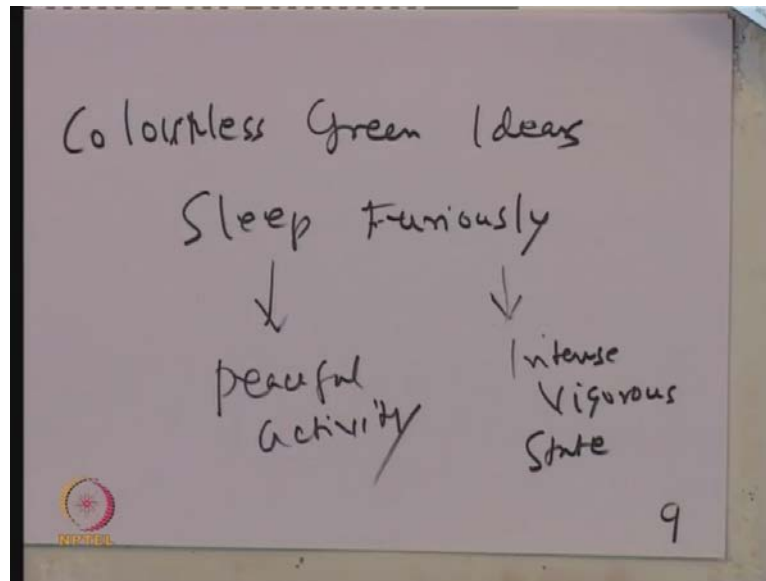 Colourless Green Ideas
Sleep Furiously
↓ ↓
peaceful Intense
activity Vigorous
State
NPTEL
9